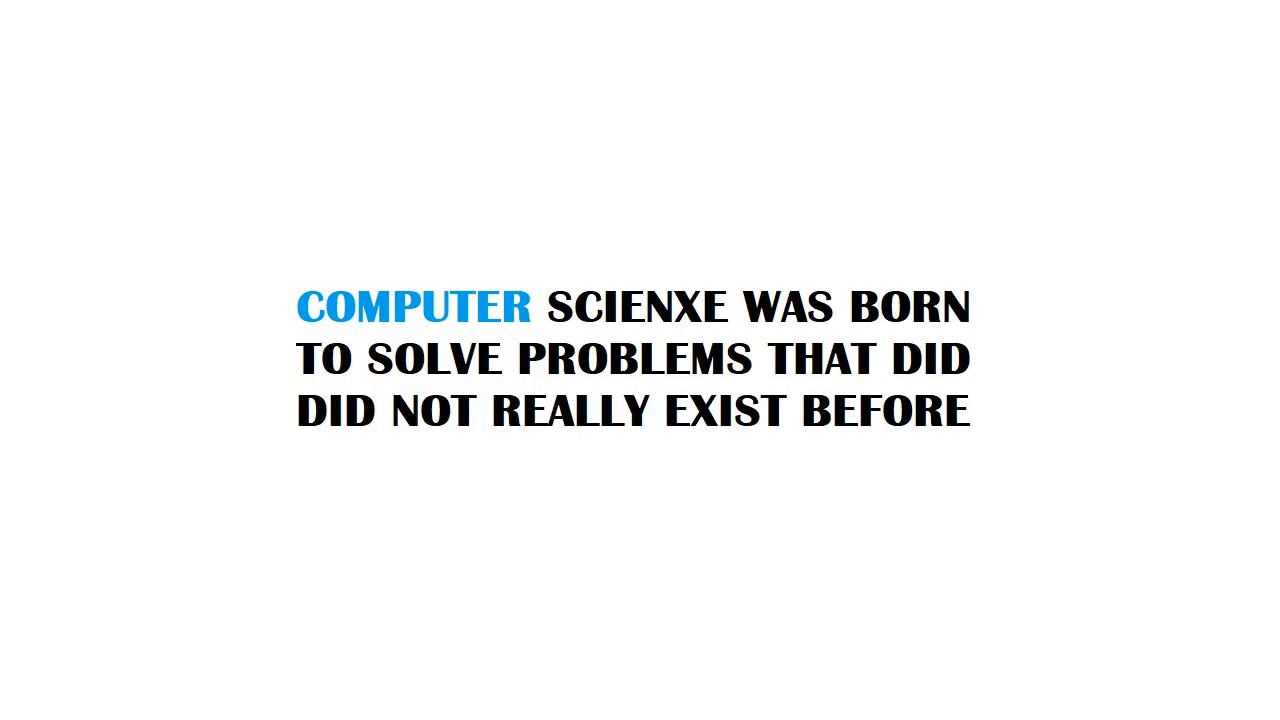 COMPUTER SCIENXE WAS BORN
TO SOLVE PROBLEMS THAT DID
DID NOT REALLY EXIST BEFORE